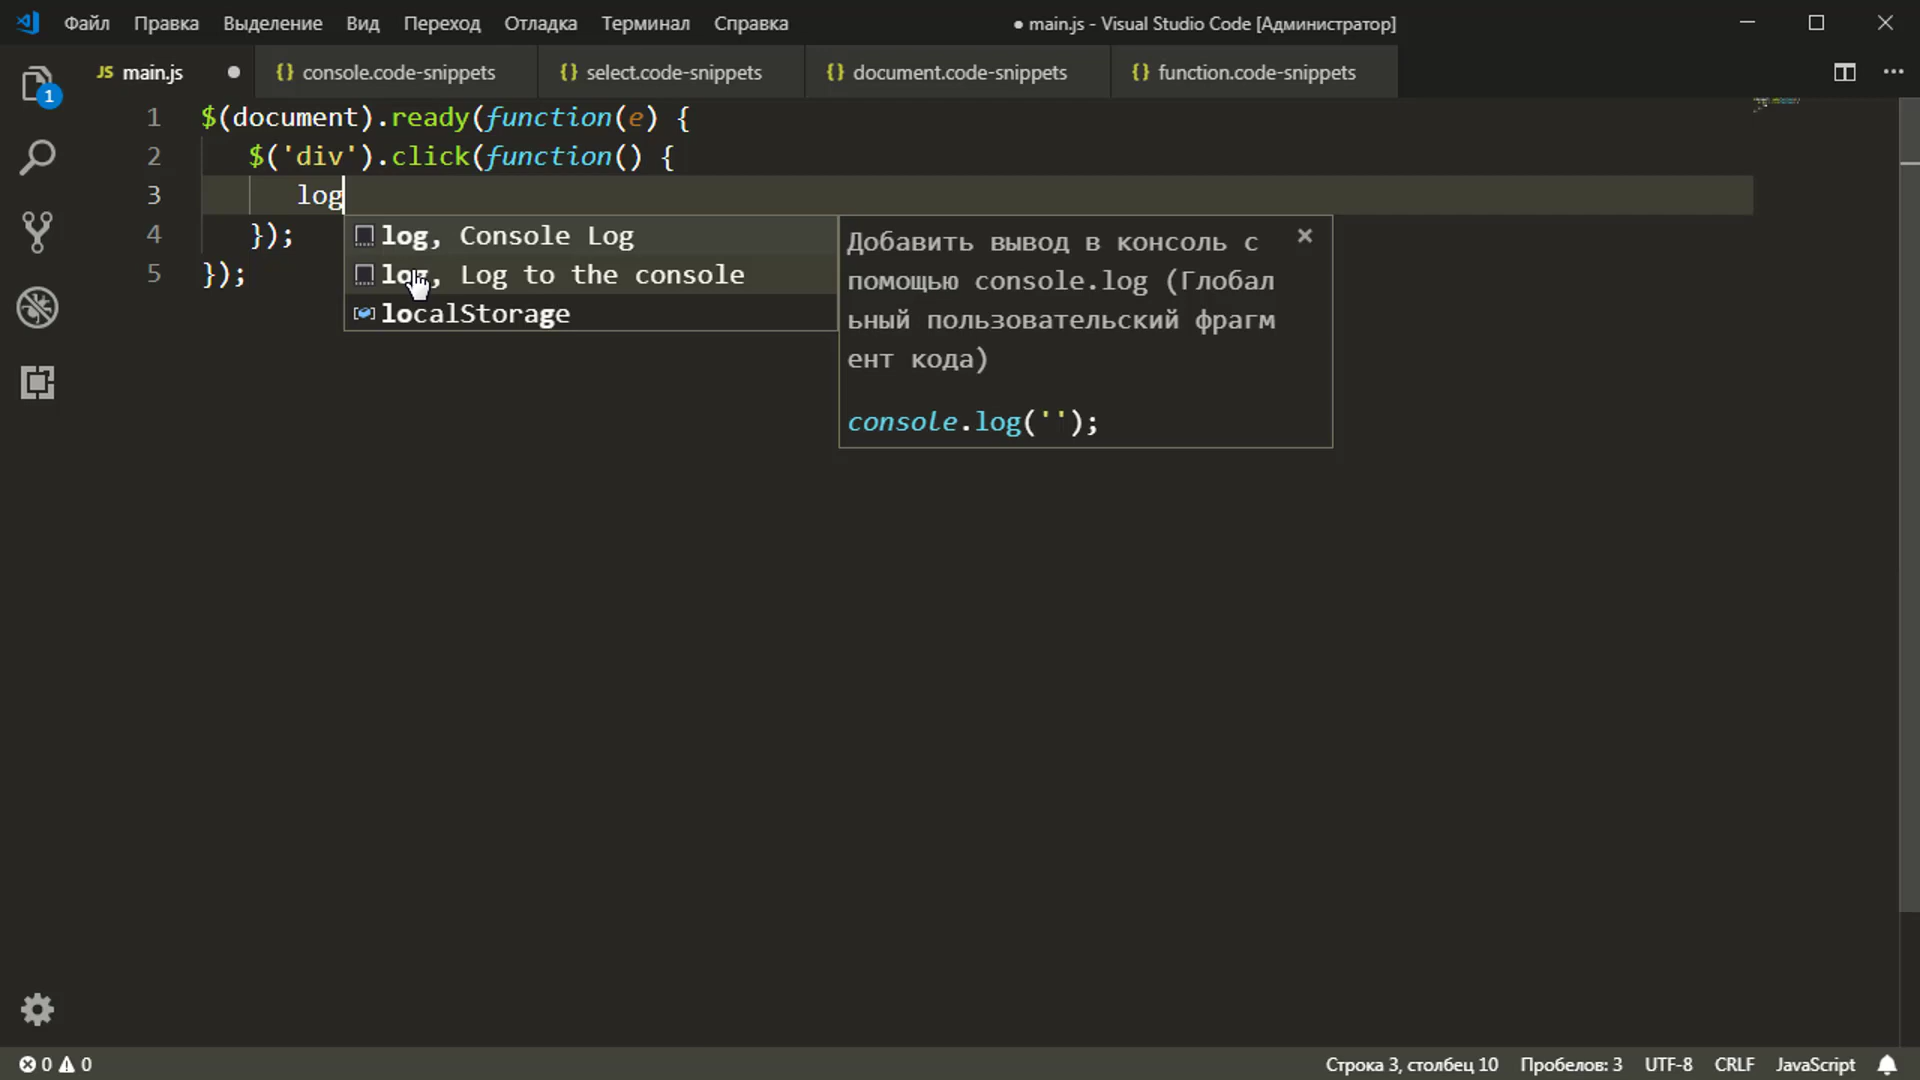 Файл Правка Выделение Вид Переход Отладка Терминал Справка ● main.js - Visual Studio Code [Администратор]
JS main.js ● {} console.code-snippets {} select.code-snippets {} document.code-snippets {} function.code-snippets
1
1 $(document).ready(function(e) {
2 $('div').click(function() {
3 log
4 });
5 });
log, Console Log
log, Log to the console
localStorage
Добавить вывод в консоль с
помощью console.log (Глобал
ьный пользовательский фрагм
ент кода)
console.log('');
0 0 Строка 3, столбец 10 Пробелов: 3 UTF-8 CRLF JavaScript